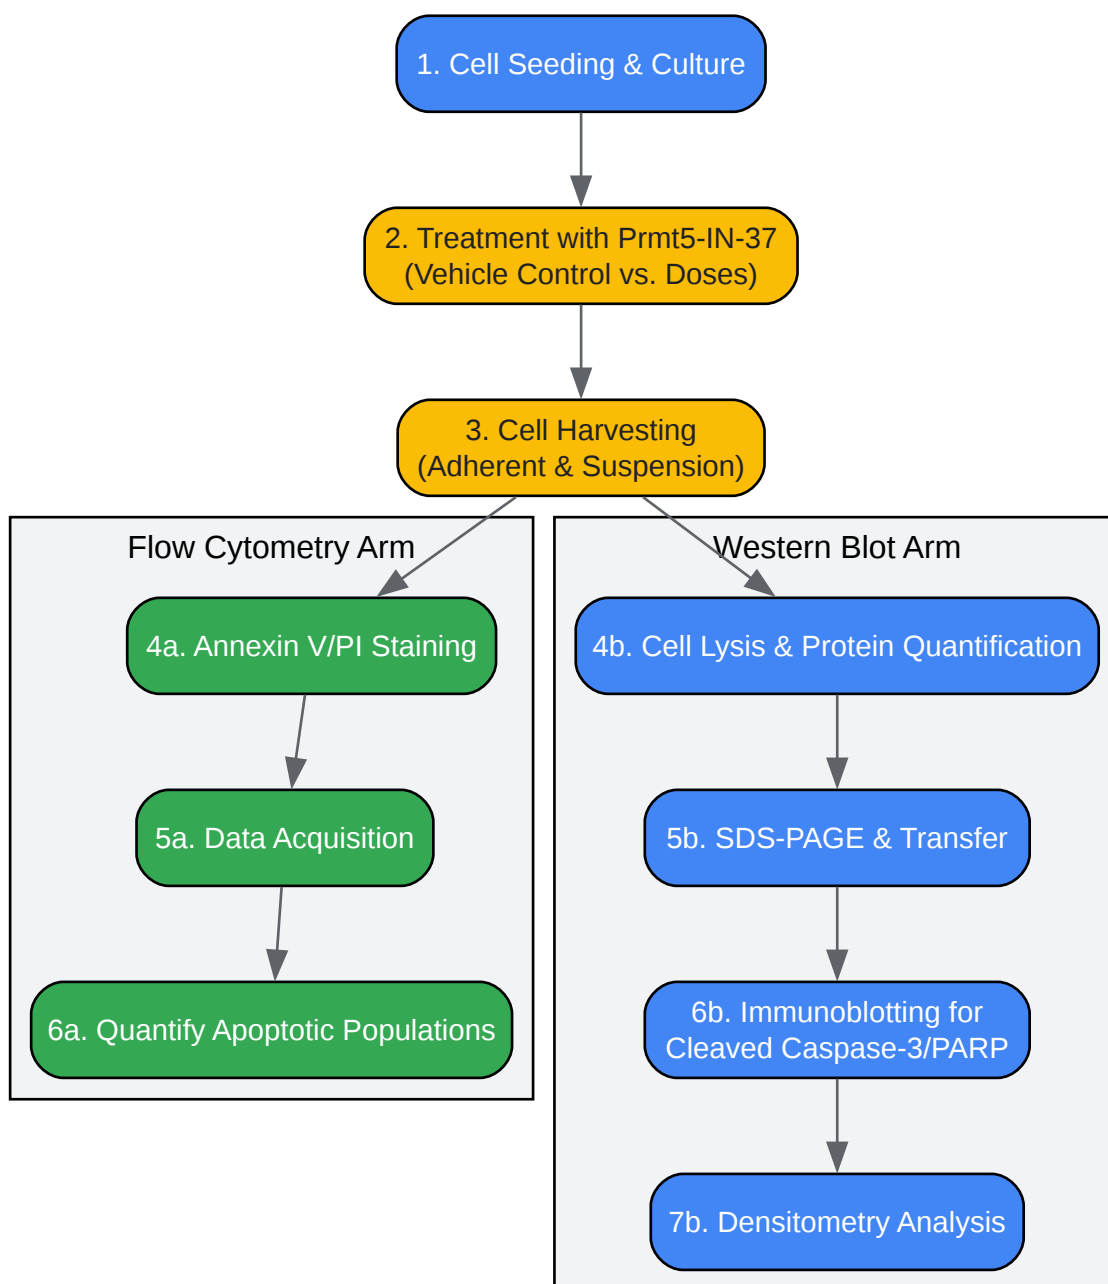 1. Cell Seeding & Culture
2. Treatment with Prmt5-IN-37
(Vehicle Control vs. Doses)
3. Cell Harvesting
(Adherent & Suspension)
Flow Cytometry Arm
4a. Annexin V/PI Staining
5a. Data Acquisition
6a. Quantify Apoptotic Populations
Western Blot Arm
4b. Cell Lysis & Protein Quantification
5b. SDS-PAGE & Transfer
6b. Immunoblotting for
Cleaved Caspase-3/PARP
7b. Densitometry Analysis